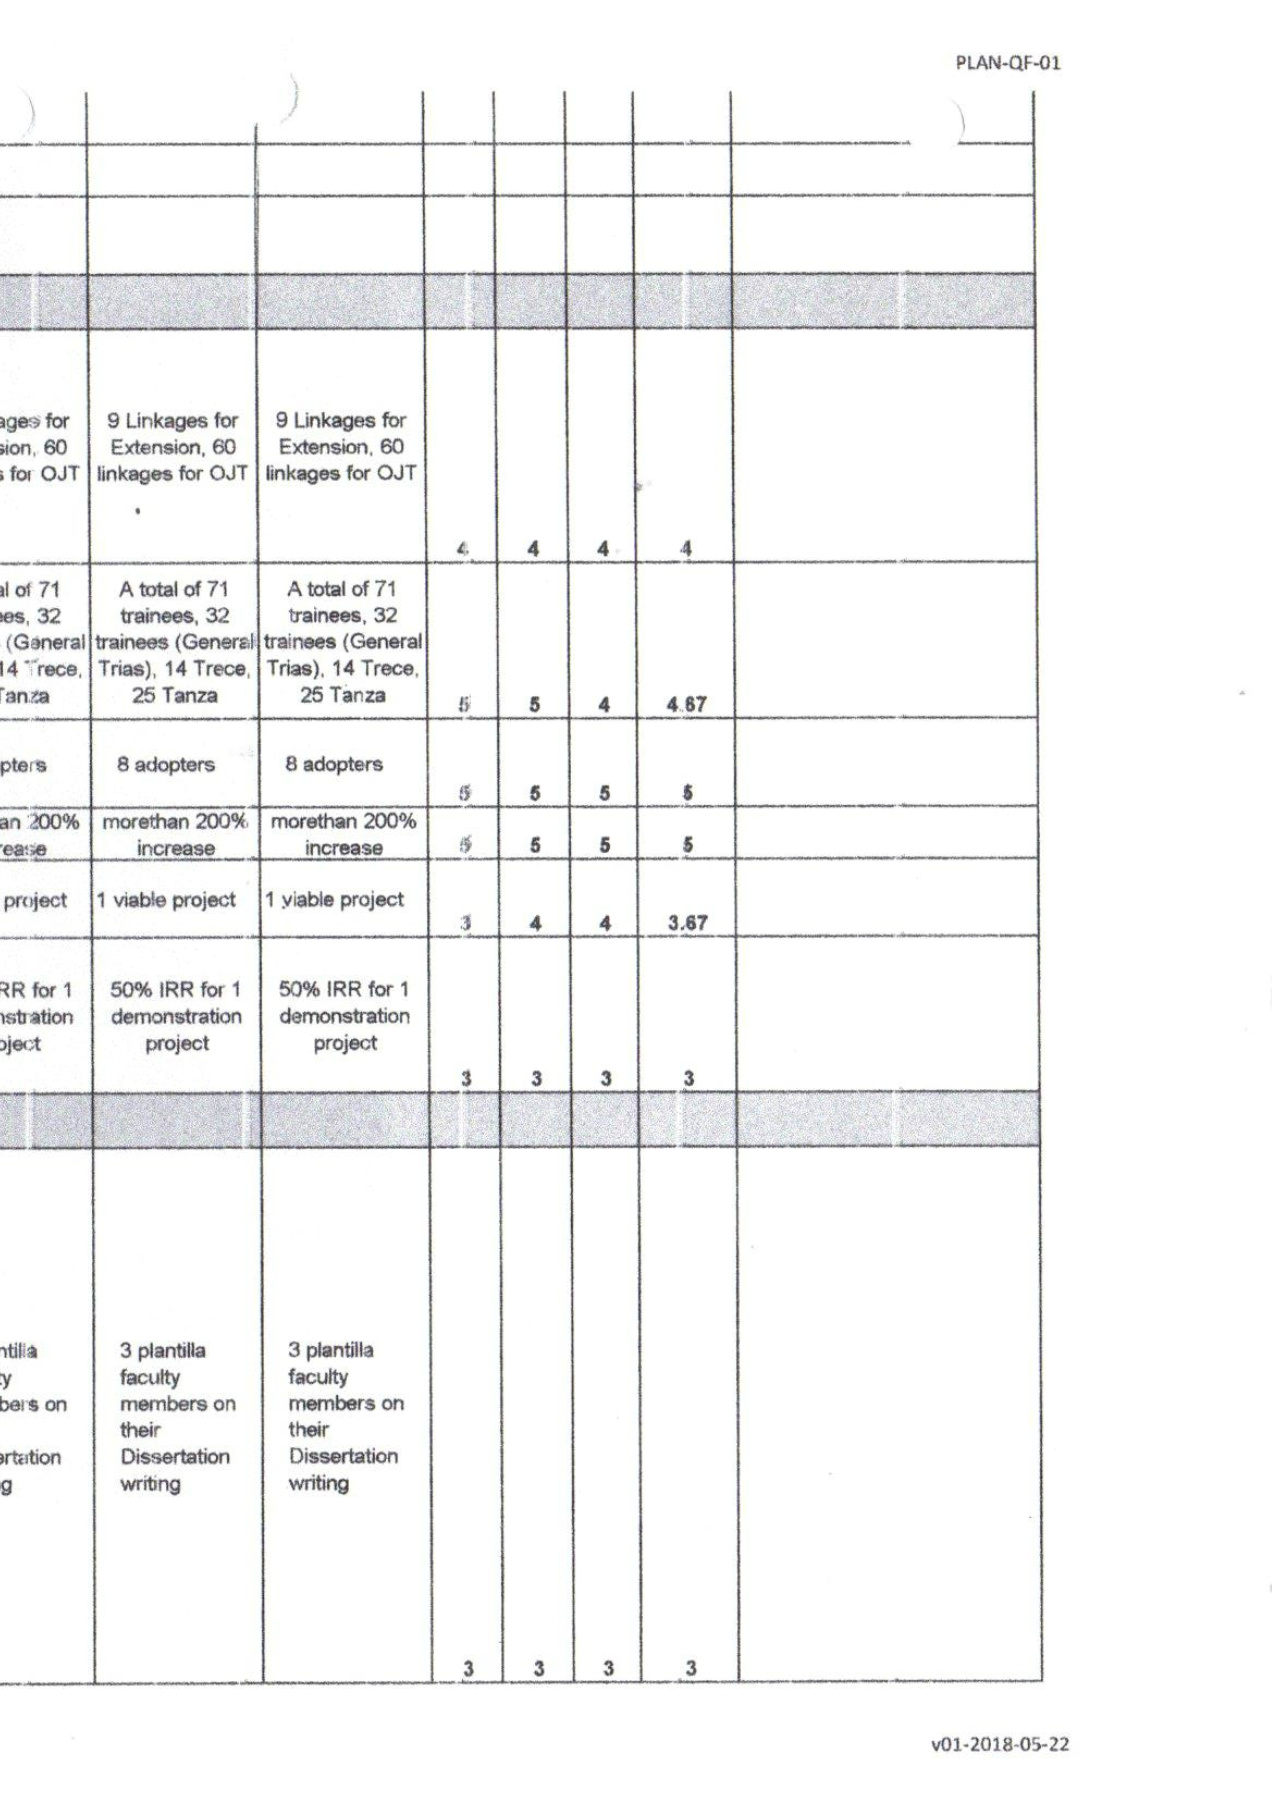 PLAN-QF-01
ages for
sion, 60
s for OJT
9 Linkages for
Extension, 60
linkages for OJT
9 Linkages for
Extension, 60
linkages for OJT
4 4 4 4
al of 71
ees, 32
(General
14 Trece,
Tanza
A total of 71
trainees, 32
trainees (General
Trias), 14 Trece,
25 Tanza
A total of 71
trainees, 32
trainees (General
Trias), 14 Trece,
25 Tanza
5 5 4 4.67
pters
8 adopters
8 adopters
5 5 5 5
an 200%
rease
morethan 200%
increase
morethan 200%
increase
5 5 5 5
project
1 viable project
1 viable project
3 4 4 3.67
RR for 1
nstration
oject
50% IRR for 1
demonstration
project
50% IRR for 1
demonstration
project
3 3 3 3
ntilla
ty
bers on
ertation
g
3 plantilla
faculty
members on
their
Dissertation
writing
3 plantilla
faculty
members on
their
Dissertation
writing
3 3 3 3
v01-2018-05-22